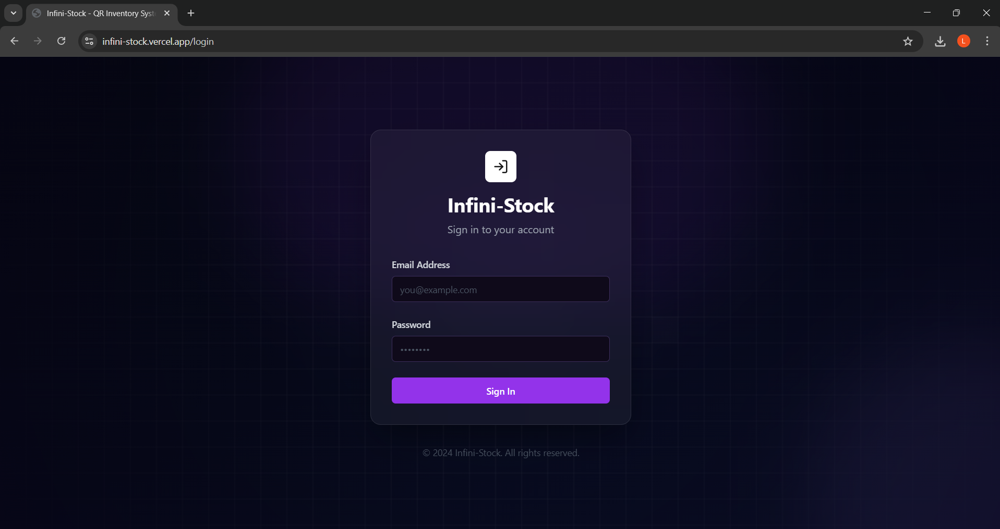 Infini-Stock - QR Inventory Syst
infini-stock.vercel.app/login
L
Infini-Stock
Sign in to your account
Email Address
you@example.com
Password
••••••••
Sign In
© 2024 Infini-Stock. All rights reserved.